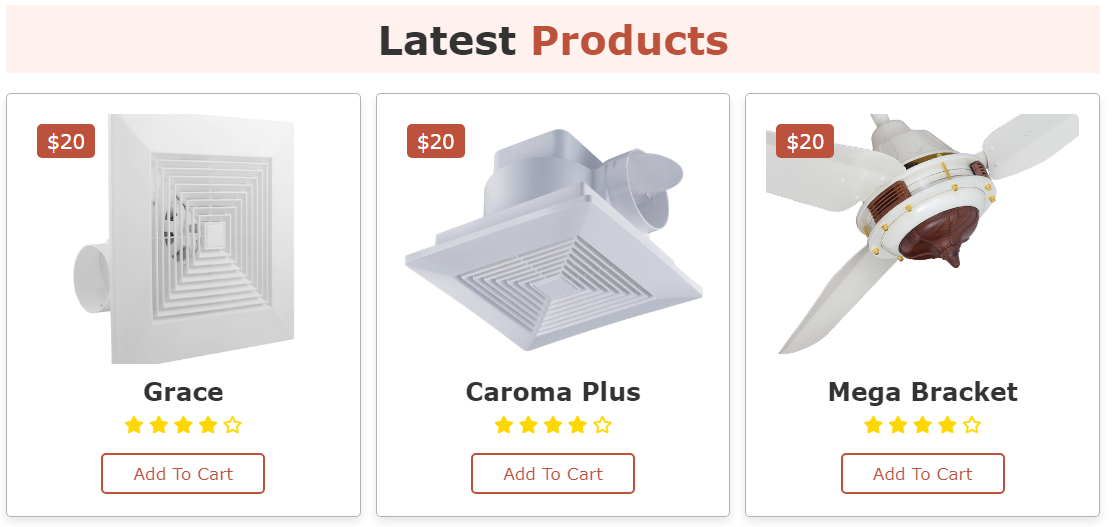 Latest Products
$20
Grace
Add To Cart
$20
Caroma Plus
Add To Cart
$20
Mega Bracket
Add To Cart